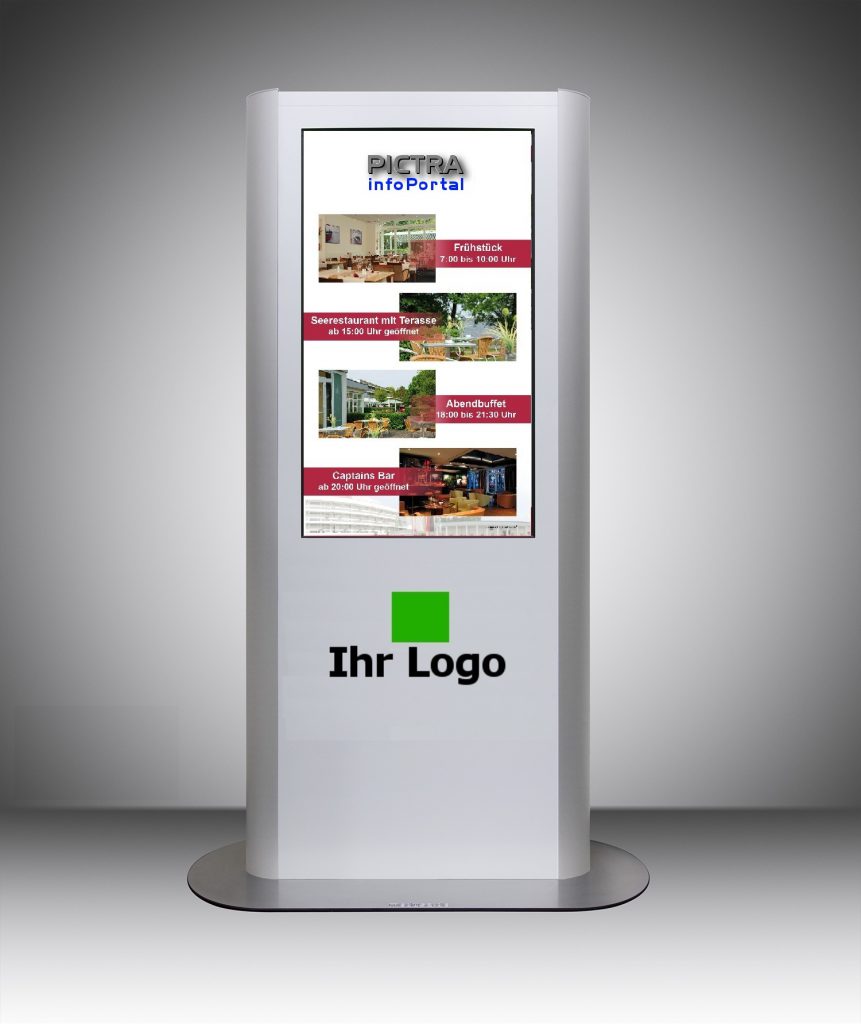 PICTRA
infoPortal
Frühstück
7:00 bis 10:00 Uhr
Seerestaurant mit Terasse
ab 15:00 Uhr geöffnet
Abendbuffet
18:00 bis 21:30 Uhr
Captains Bar
ab 20:00 Uhr geöffnet
Ihr Logo